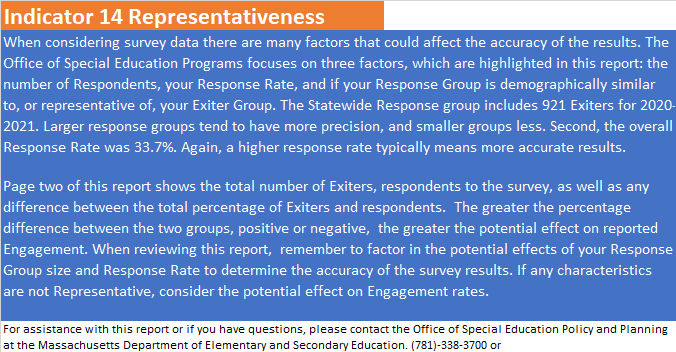 Indicator 14 Representativeness
When considering survey data there are many factors that could affect the accuracy of the results. The
Office of Special Education Programs focuses on three factors, which are highlighted in this report: the
number of Respondents, your Response Rate, and if your Response Group is demographically similar
to, or representative of, your Exiter Group. The Statewide Response group includes 921 Exiters for 2020-
2021. Larger response groups tend to have more precision, and smaller groups less. Second, the overall
Response Rate was 33.7%. Again, a higher response rate typically means more accurate results.
Page two of this report shows the total number of Exiters, respondents to the survey, as well as any
difference between the total percentage of Exiters and respondents. The greater the percentage
difference between the two groups, positive or negative, the greater the potential effect on reported
Engagement. When reviewing this report, remember to factor in the potential effects of your Response
Group size and Response Rate to determine the accuracy of the survey results. If any characteristics
are not Representative, consider the potential effect on Engagement rates.
For assistance with this report or if you have questions, please contact the Office of Special Education Policy and Planning
at the Massachusetts Department of Elementary and Secondary Education. (781)-338-3700 or